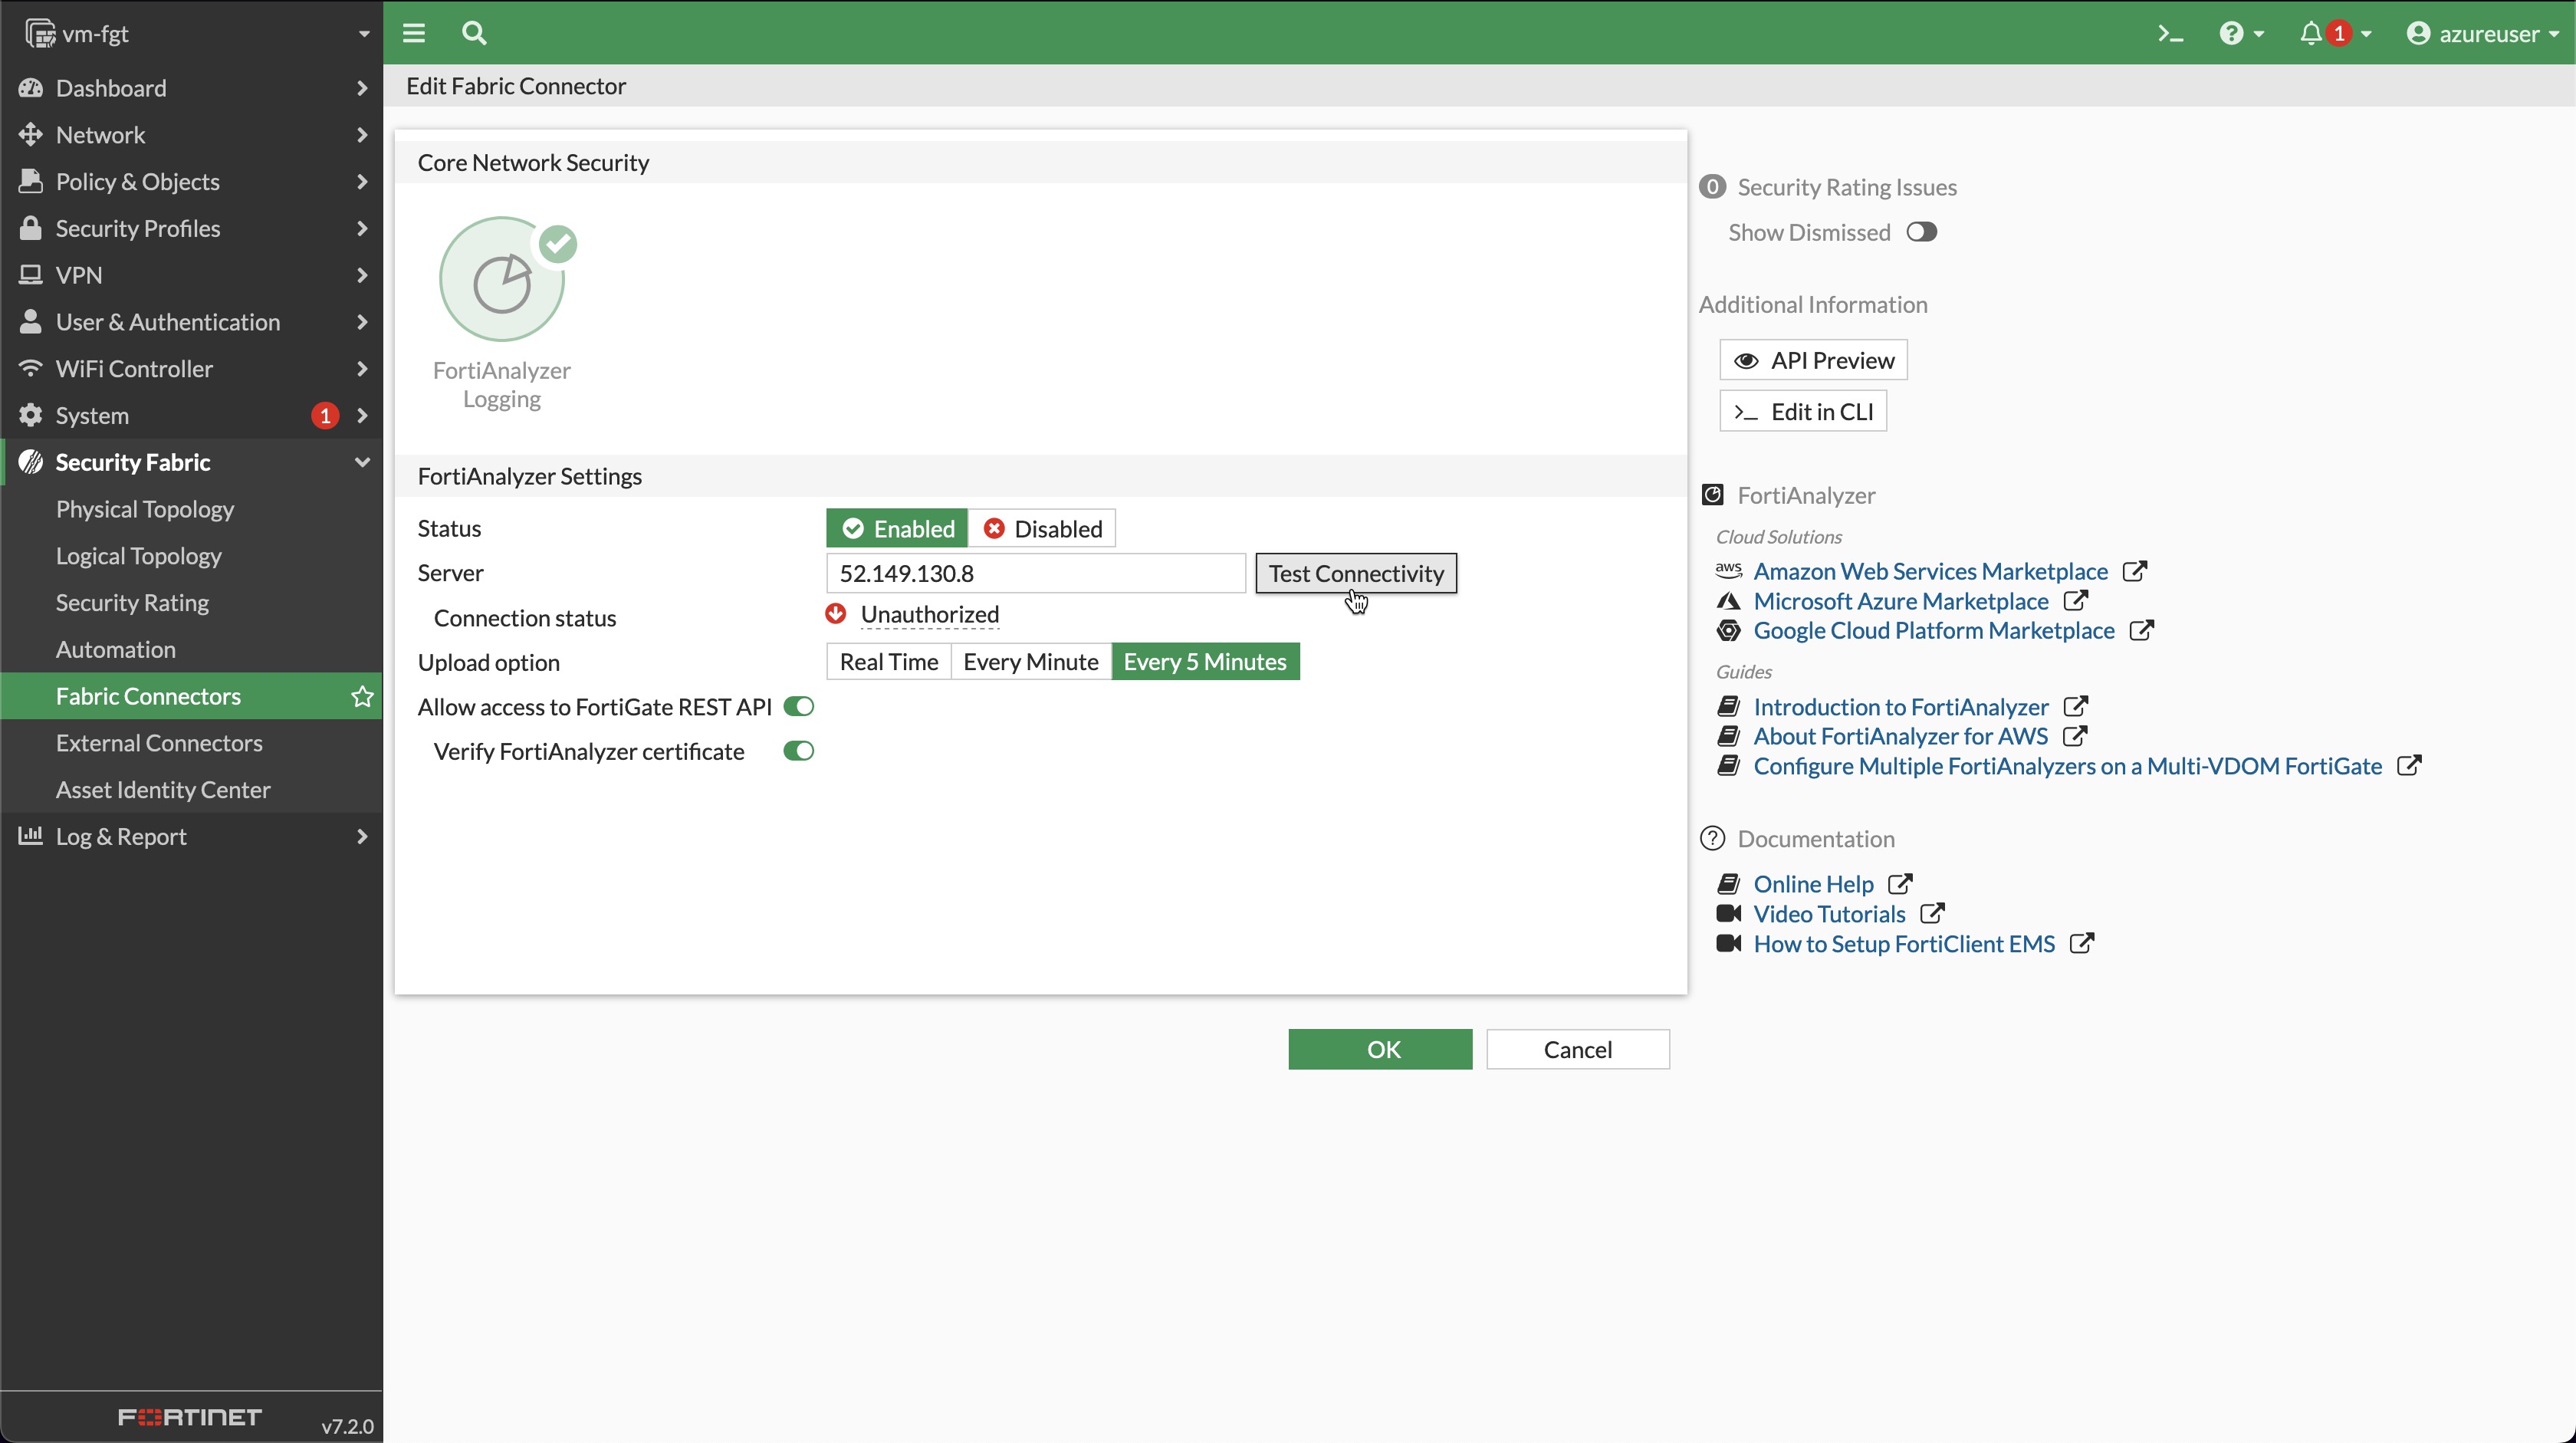 vm-fgt
1
azureuser
Dashboard
Network
Policy & Objects
Security Profiles
VPN
User & Authentication
WiFi Controller
System
1
Security Fabric
Physical Topology
Logical Topology
Security Rating
Automation
Fabric Connectors
External Connectors
Asset Identity Center
Log & Report
FORTINET
v7.2.0
Edit Fabric Connector
Core Network Security
FortiAnalyzer
Logging
FortiAnalyzer Settings
Status
Enabled
Disabled
Server
52.149.130.8
Test Connectivity
Connection status
Unauthorized
Upload option
Real Time
Every Minute
Every 5 Minutes
Allow access to FortiGate REST API
Verify FortiAnalyzer certificate
OK
Cancel
0 Security Rating Issues
Show Dismissed
Additional Information
API Preview
>_ Edit in CLI
FortiAnalyzer
Cloud Solutions
aws Amazon Web Services Marketplace
Microsoft Azure Marketplace
Google Cloud Platform Marketplace
Guides
Introduction to FortiAnalyzer
About FortiAnalyzer for AWS
Configure Multiple FortiAnalyzers on a Multi-VDOM FortiGate
Documentation
Online Help
Video Tutorials
How to Setup FortiClient EMS